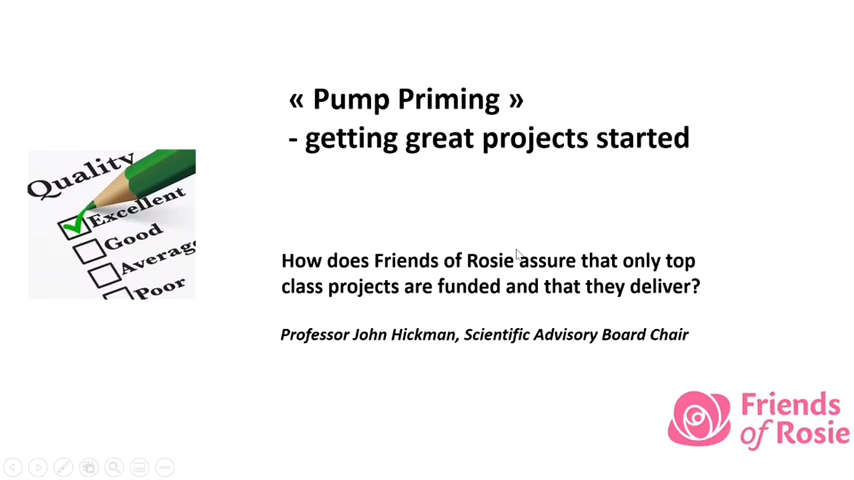 « Pump Priming »
- getting great projects started
Quality
Excellent
Good
Average
Poor
How does Friends of Rosie assure that only top
class projects are funded and that they deliver?
Professor John Hickman, Scientific Advisory Board Chair
Friends
of Rosie